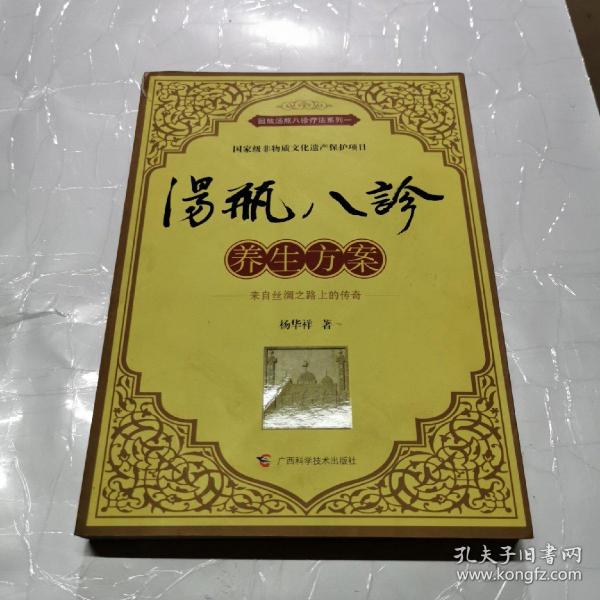 回族汤瓶八诊疗法系列一
国家级非物质文化遗产保护项目
湯瓶八診
养生方案
来自丝绸之路上的传奇
杨华祥 著
广西科学技术出版社
孔夫子旧书网
www.kongfz.com